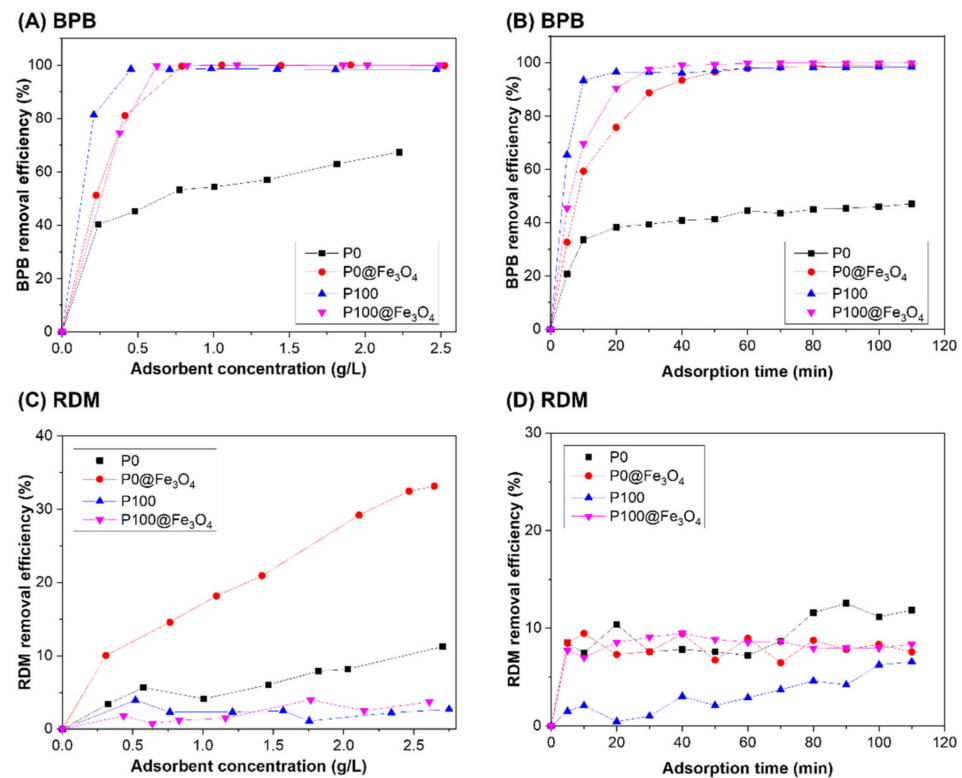 (A) BPB
BPB removal efficiency (%)
100
80
60
40
20
0
P0
P0@Fe₃O₄
P100
P100@Fe₃O₄
0.0 0.5 1.0 1.5 2.0 2.5
Adsorbent concentration (g/L)
(B) BPB
BPB removal efficiency (%)
100
80
60
40
20
0
P0
P0@Fe₃O₄
P100
P100@Fe₃O₄
0 20 40 60 80 100 120
Adsorption time (min)
(C) RDM
RDM removal efficiency (%)
40
30
20
10
0
P0
P0@Fe₃O₄
P100
P100@Fe₃O₄
0.0 0.5 1.0 1.5 2.0 2.5
Adsorbent concentration (g/L)
(D) RDM
RDM removal efficiency (%)
30
20
10
0
P0
P0@Fe₃O₄
P100
P100@Fe₃O₄
0 20 40 60 80 100 120
Adsorption time (min)